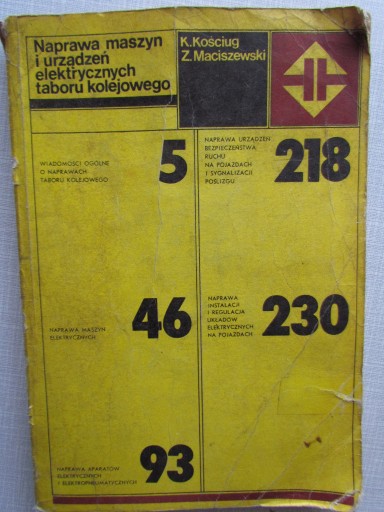 Naprawa maszyn
i urządzeń
elektrycznych
taboru kolejowego
K.Kościug
Z.Maciszewski
WIADOMOŚCI OGÓLNE
O NAPRAWACH
TABORU KOLEJOWEGO
5
NAPRAWA URZĄDZEŃ
BEZPIECZEŃSTWA
RUCHU
NA POJAZDACH
I SYGNALIZACJI
POŚLIZGU
218
NAPRAWA MASZYN
ELEKTRYCZNYCH
46
NAPRAWA
INSTALACJI
I REGULACJA
UKŁADÓW
ELEKTRYCZNYCH
NA POJAZDACH
230
NAPRAWA APARATÓW
ELEKTRYCZNYCH
I ELEKTROPNEUMATYCZNYCH
93